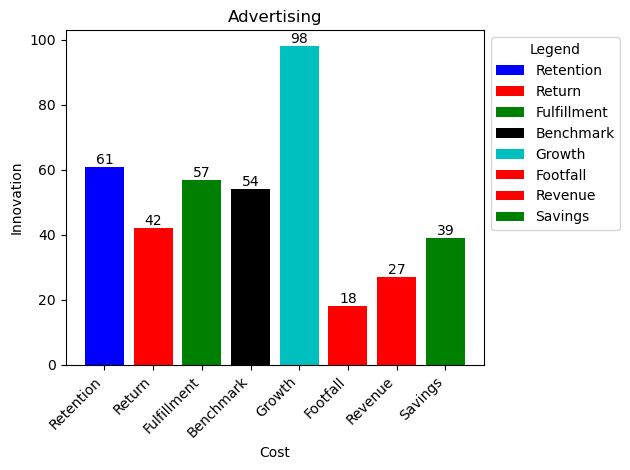 Advertising
Innovation
100
80
60
40
20
0
61
42
57
54
98
18
27
39
Retention
Return
Fulfillment
Benchmark
Growth
Footfall
Revenue
Savings
Cost
Legend
Retention
Return
Fulfillment
Benchmark
Growth
Footfall
Revenue
Savings